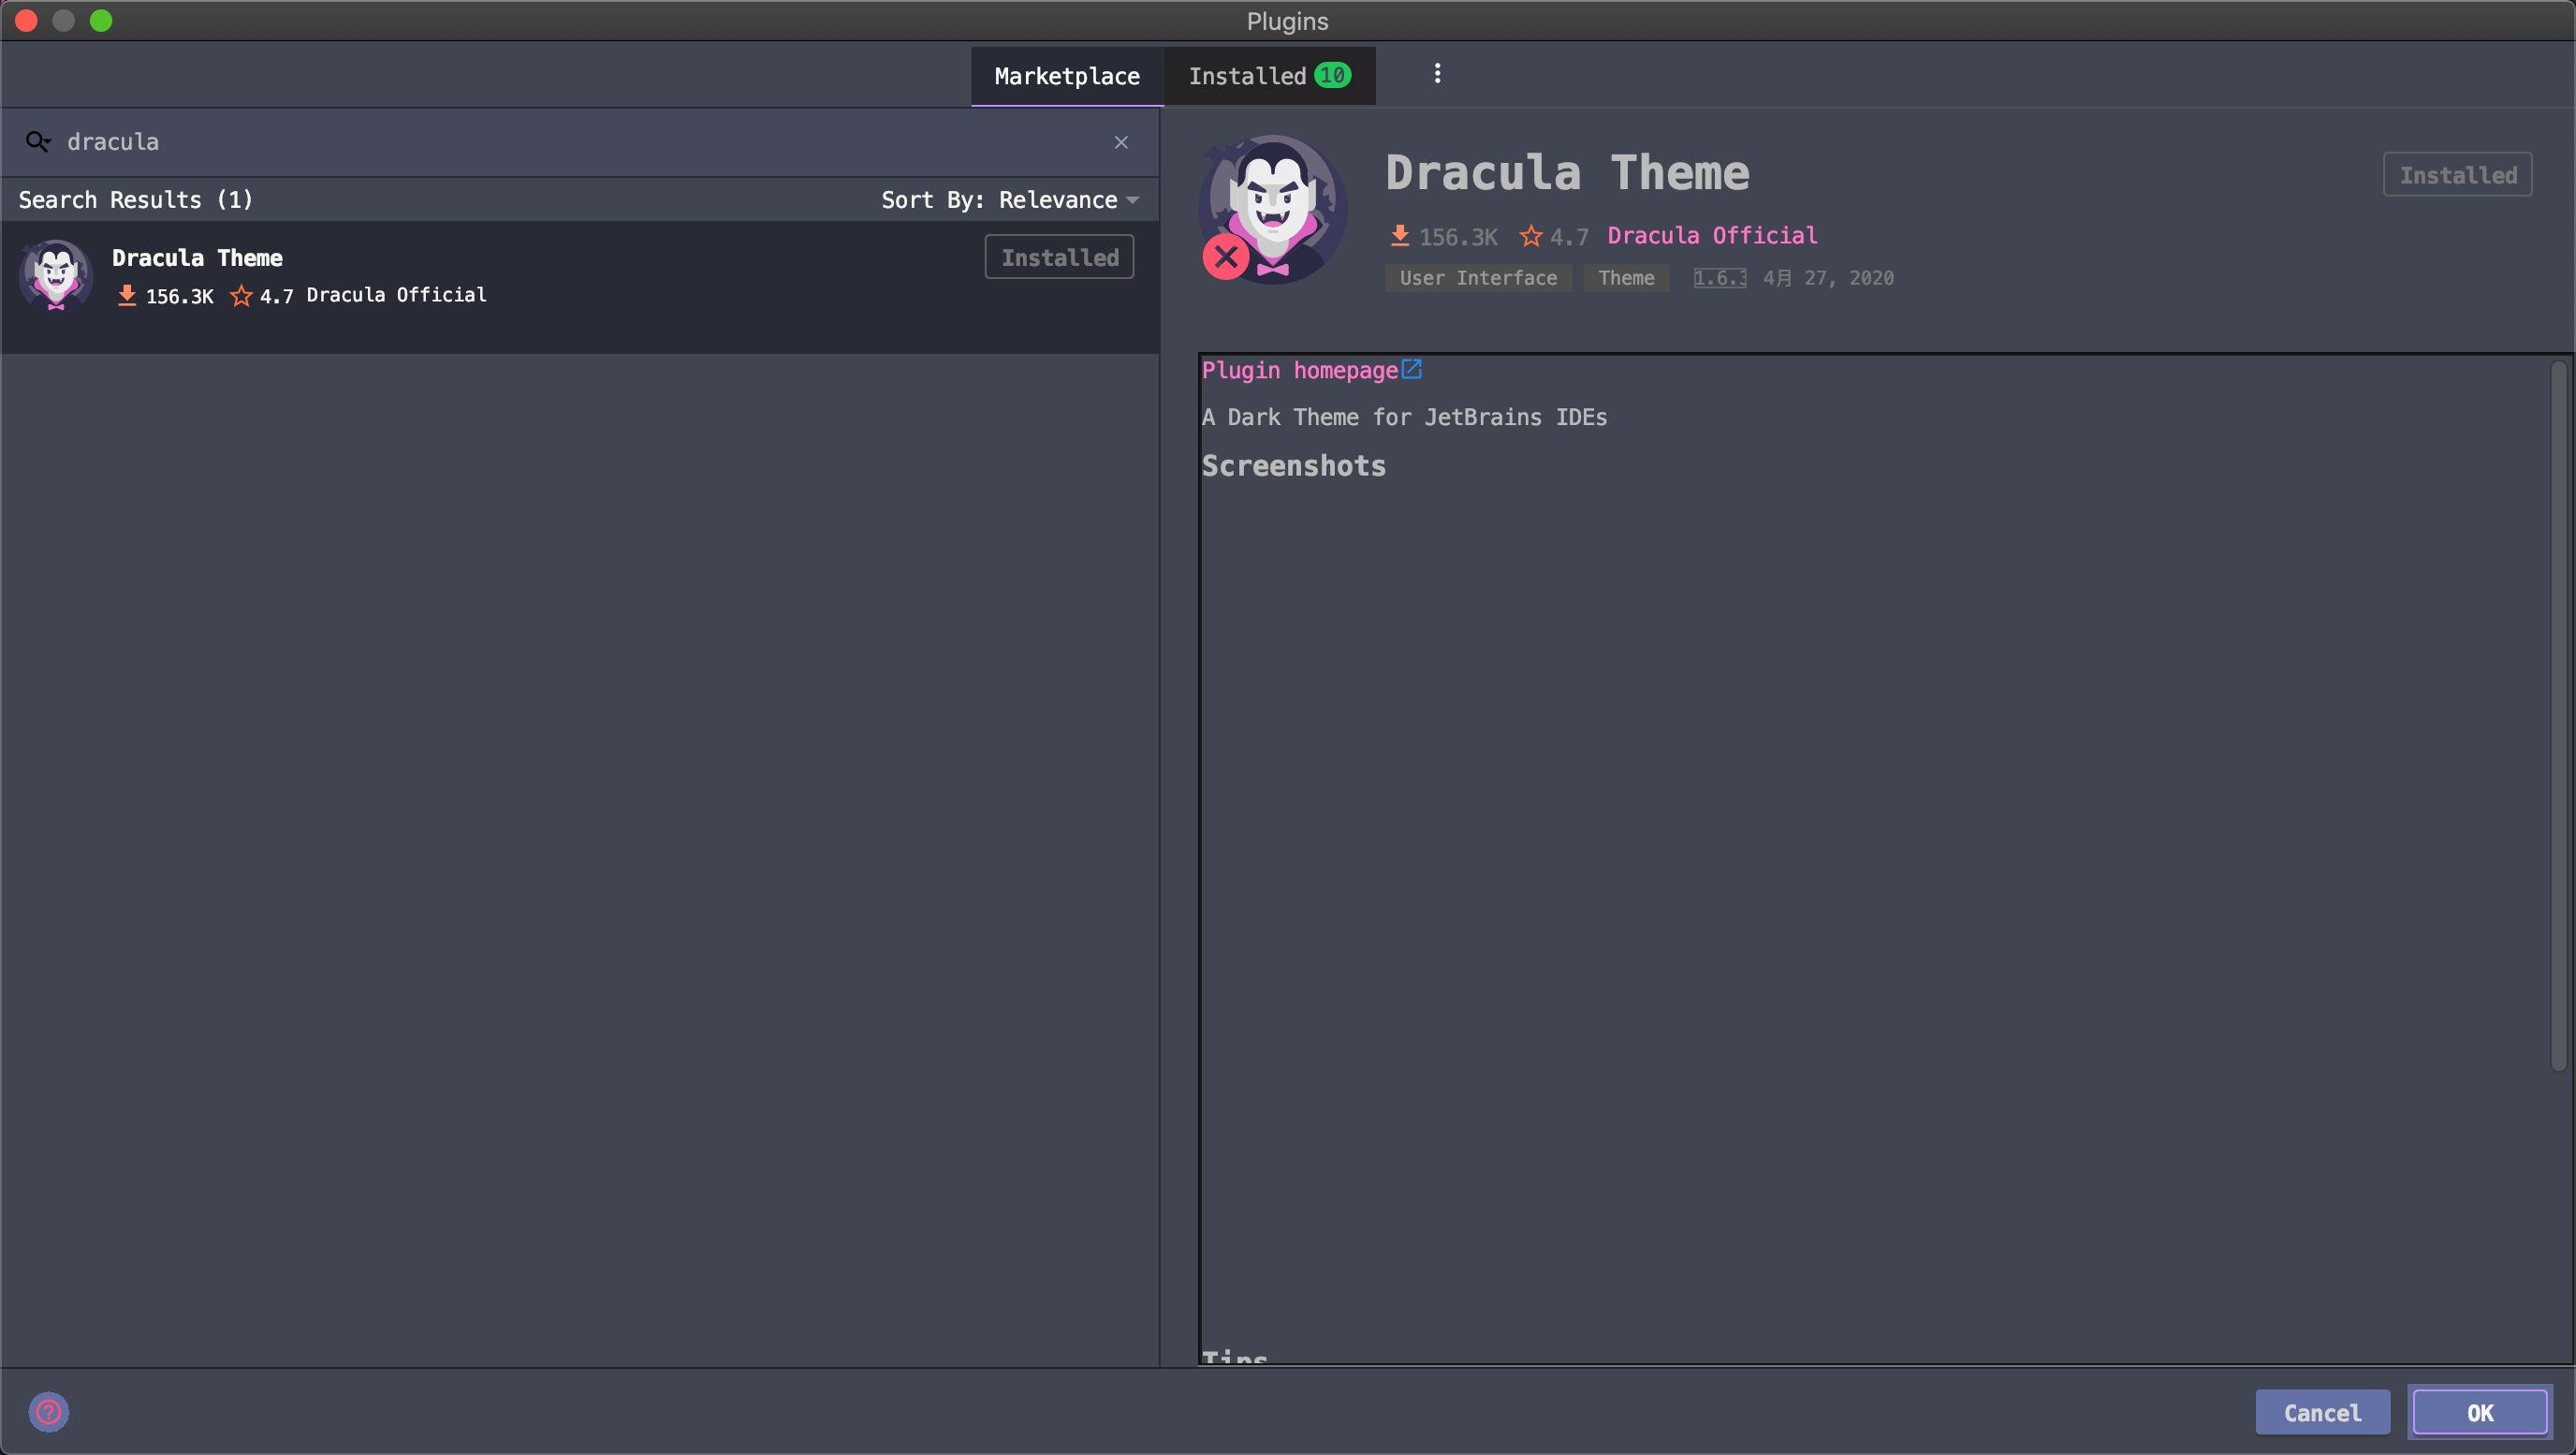 Plugins
Marketplace Installed 10
dracula
Search Results (1) Sort By: Relevance
Dracula Theme Installed
156.3K 4.7 Dracula Official
Dracula Theme Installed
156.3K 4.7 Dracula Official
User Interface Theme 1.6.3 4月 27, 2020
Plugin homepage
A Dark Theme for JetBrains IDEs
Screenshots
Tips
Cancel OK